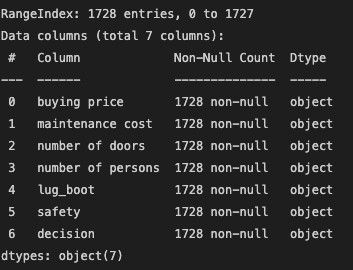 RangeIndex: 1728 entries, 0 to 1727
Data columns (total 7 columns):
 #   Column             Non-Null Count  Dtype
---  ------             --------------  -----
 0   buying price       1728 non-null   object
 1   maintenance cost   1728 non-null   object
 2   number of doors    1728 non-null   object
 3   number of persons  1728 non-null   object
 4   lug_boot           1728 non-null   object
 5   safety             1728 non-null   object
 6   decision           1728 non-null   object
dtypes: object(7)